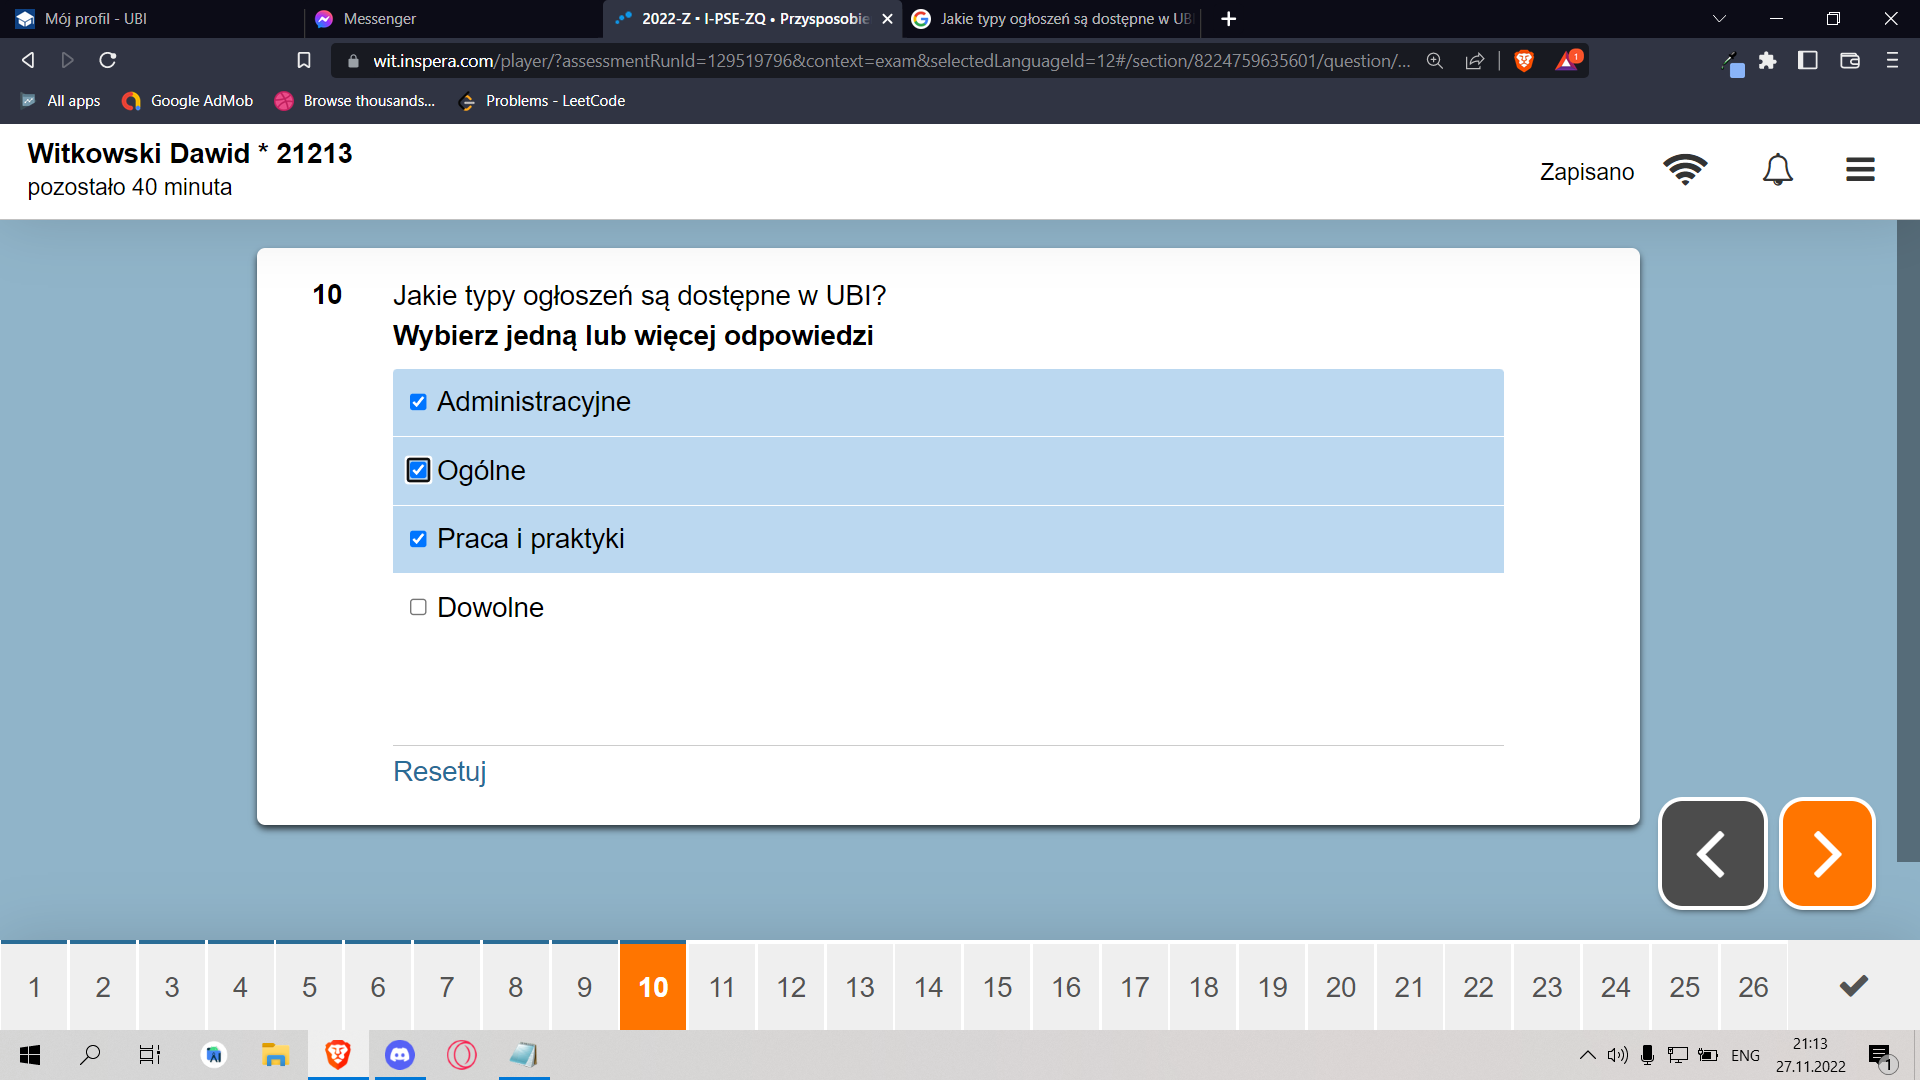 Mój profil - UBI
Messenger
2022-Z • I-PSE-ZQ • Przysposobie
Jakie typy ogłoszeń są dostępne w UBI
wit.inspera.com/player/?assessmentRunId=129519796&context=exam&selectedLanguageId=12#/section/8224759635601/question/...
1
All apps
Google AdMob
Browse thousands...
Problems - LeetCode
Witkowski Dawid * 21213
pozostało 40 minuta
Zapisano
10
Jakie typy ogłoszeń są dostępne w UBI?
Wybierz jedną lub więcej odpowiedzi
Administracyjne
Ogólne
Praca i praktyki
Dowolne
Resetuj
1 2 3 4 5 6 7 8 9 10 11 12 13 14 15 16 17 18 19 20 21 22 23 24 25 26
ENG
21:13
27.11.2022
1